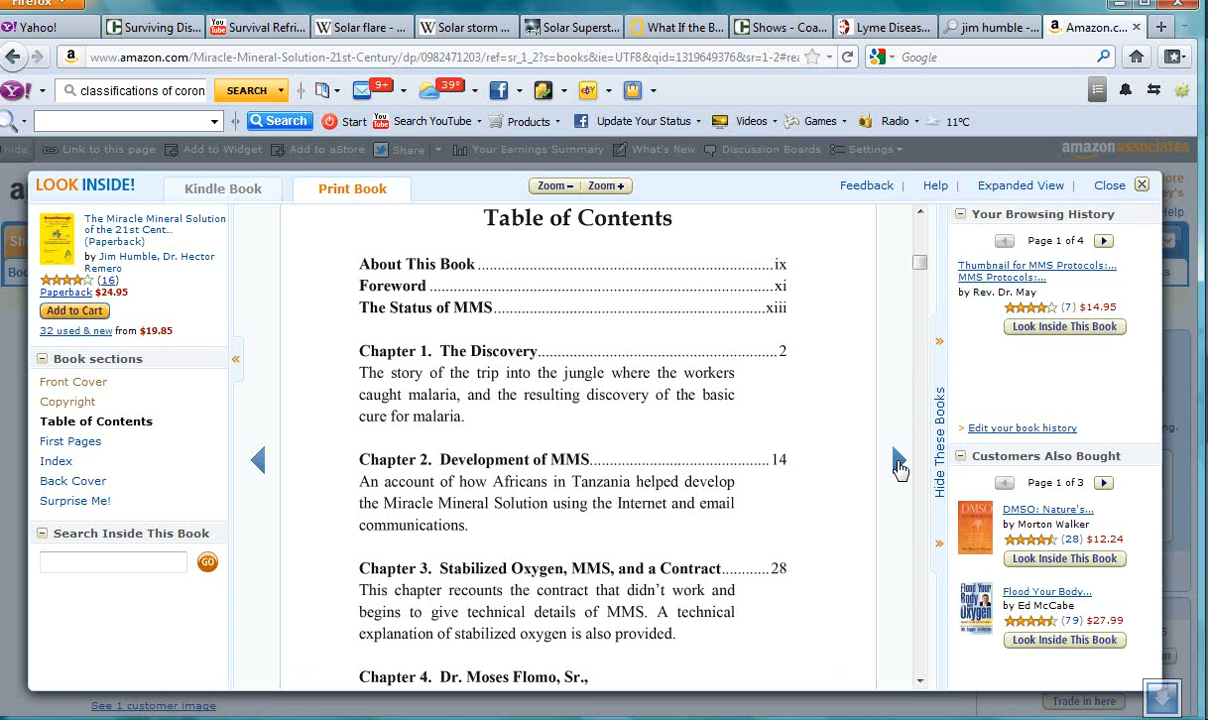 Firefox
Yahoo!
Surviving Dis...
Survival Refri...
Solar flare - ...
Solar storm ...
Solar Superst...
What If the B...
Shows - Coa...
Lyme Diseas...
jim humble -...
Amazon.c...
www.amazon.com/Miracle-Mineral-Solution-21st-Century/dp/0982471203/ref=sr_1_2?s=books&ie=UTF8&qid=1319649376&sr=1-2#rea
Google
classifications of coron
SEARCH
9+
39°
Search
Start
Search YouTube
Products
Update Your Status
Videos
Games
Radio
11°C
hide
Link to this page
Add to Widget
Add to aStore
Share
Your Earnings Summary
What's New
Discussion Boards
Settings
amazonassociates
LOOK INSIDE!
Kindle Book
Print Book
Zoom −
Zoom +
Feedback
Help
Expanded View
Close
The Miracle Mineral Solution
of the 21st Cent...
(Paperback)
by Jim Humble, Dr. Hector
Remero
(16)
Paperback $24.95
Add to Cart
32 used & new from $19.85
Book sections
Front Cover
Copyright
Table of Contents
First Pages
Index
Back Cover
Surprise Me!
Search Inside This Book
GO
Table of Contents
About This Book ........ix
Foreword ........xi
The Status of MMS........xiii
Chapter 1. The Discovery........2
The story of the trip into the jungle where the workers
caught malaria, and the resulting discovery of the basic
cure for malaria.
Chapter 2. Development of MMS........14
An account of how Africans in Tanzania helped develop
the Miracle Mineral Solution using the Internet and email
communications.
Chapter 3. Stabilized Oxygen, MMS, and a Contract........28
This chapter recounts the contract that didn't work and
begins to give technical details of MMS. A technical
explanation of stabilized oxygen is also provided.
Chapter 4. Dr. Moses Flomo, Sr.,
Hide These Books
Your Browsing History
Page 1 of 4
Thumbnail for MMS Protocols:...
MMS Protocols:...
by Rev. Dr. May
(7) $14.95
Look Inside This Book
> Edit your book history
Customers Also Bought
Page 1 of 3
DMSO: Nature's...
by Morton Walker
(28) $12.24
Look Inside This Book
Flood Your Body...
by Ed McCabe
(79) $27.99
Look Inside This Book
See 1 customer image
Trade in here